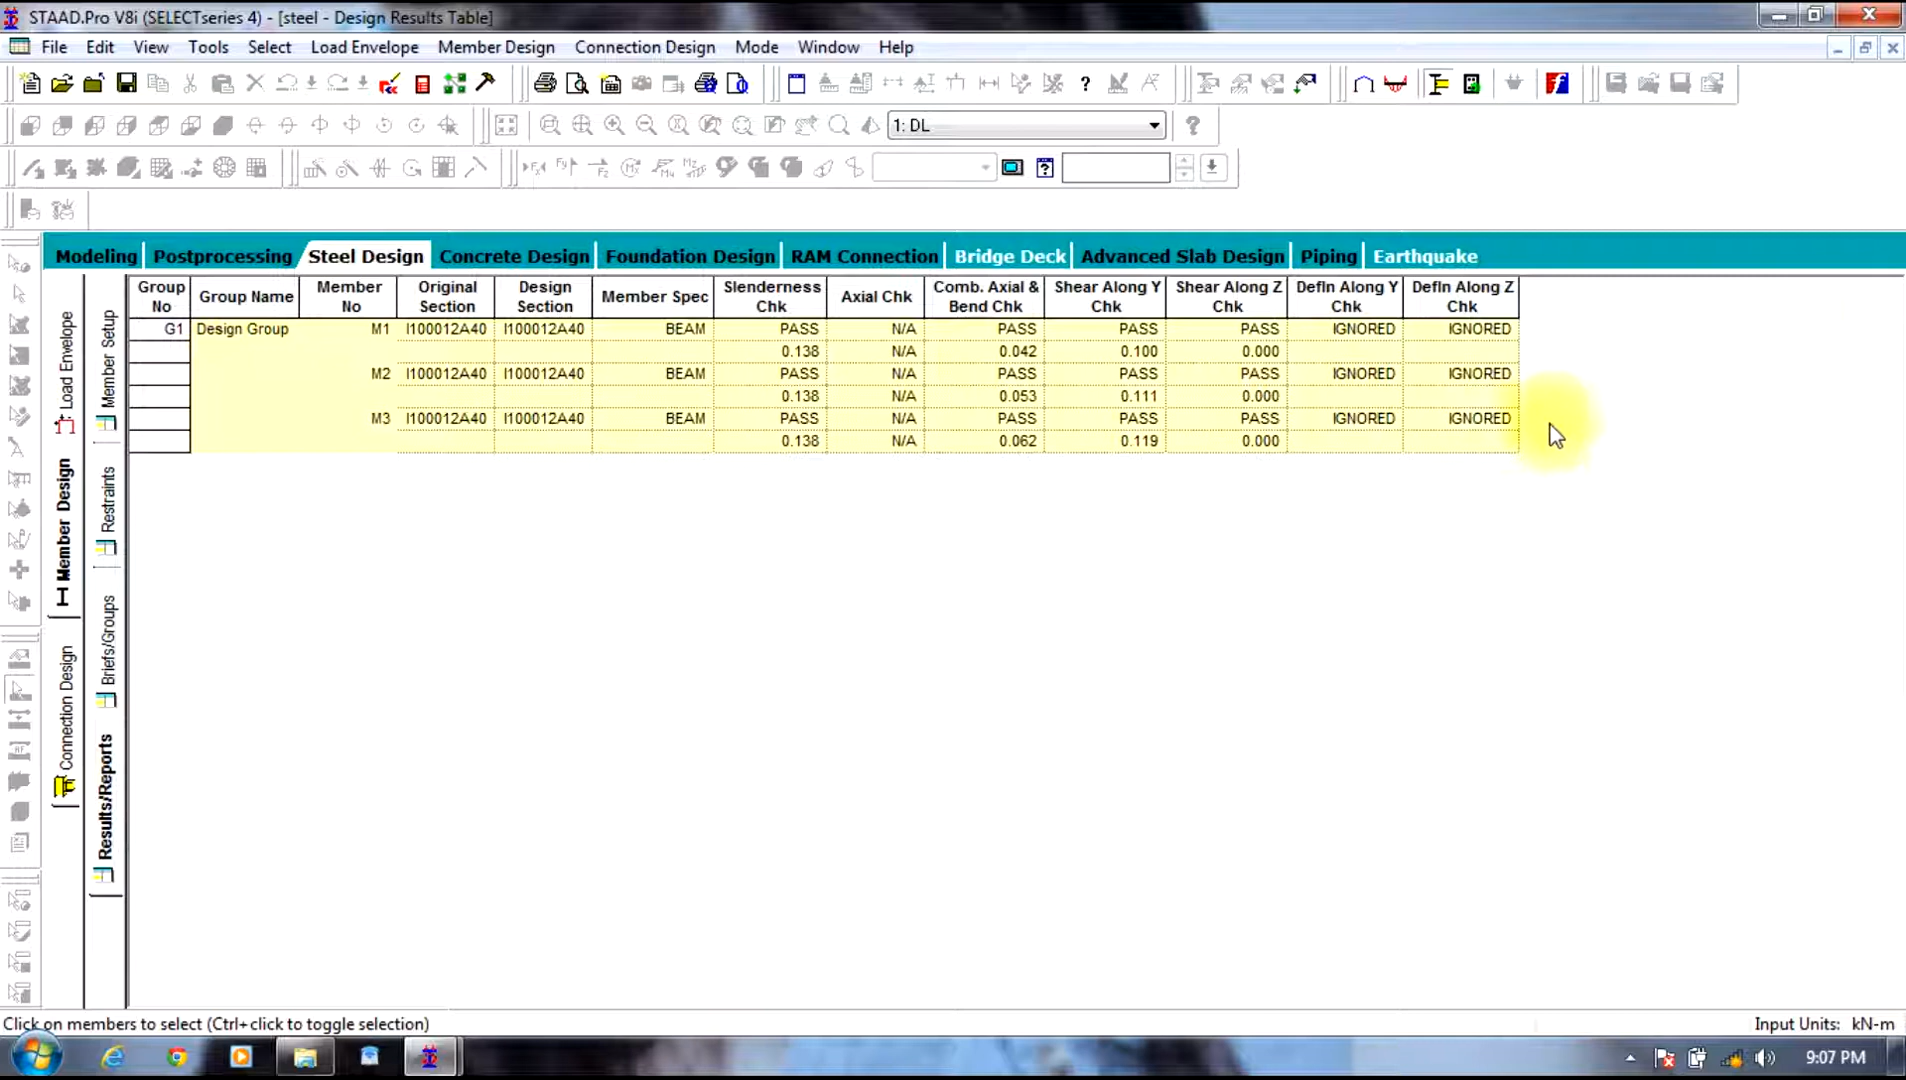 STAAD.Pro V8i (SELECTseries 4) - [steel - Design Results Table]
File Edit View Tools Select Load Envelope Member Design Connection Design Mode Window Help
1: DL
Modeling Postprocessing Steel Design Concrete Design Foundation Design RAM Connection Bridge Deck Advanced Slab Design Piping Earthquake
Group No Group Name Member No Original Section Design Section Member Spec Slenderness Chk Axial Chk Comb. Axial & Bend Chk Shear Along Y Chk Shear Along Z Chk Defln Along Y Chk Defln Along Z Chk
G1 Design Group M1 I100012A40 I100012A40 BEAM PASS N/A PASS PASS PASS IGNORED IGNORED
0.138 N/A 0.042 0.100 0.000
M2 I100012A40 I100012A40 BEAM PASS N/A PASS PASS PASS IGNORED IGNORED
0.138 N/A 0.053 0.111 0.000
M3 I100012A40 I100012A40 BEAM PASS N/A PASS PASS PASS IGNORED IGNORED
0.138 N/A 0.062 0.119 0.000
Load Envelope
Member Design
Connection Design
Member Setup
Restraints
Briefs/Groups
Results/Reports
Click on members to select (Ctrl+click to toggle selection)
Input Units: kN-m
9:07 PM